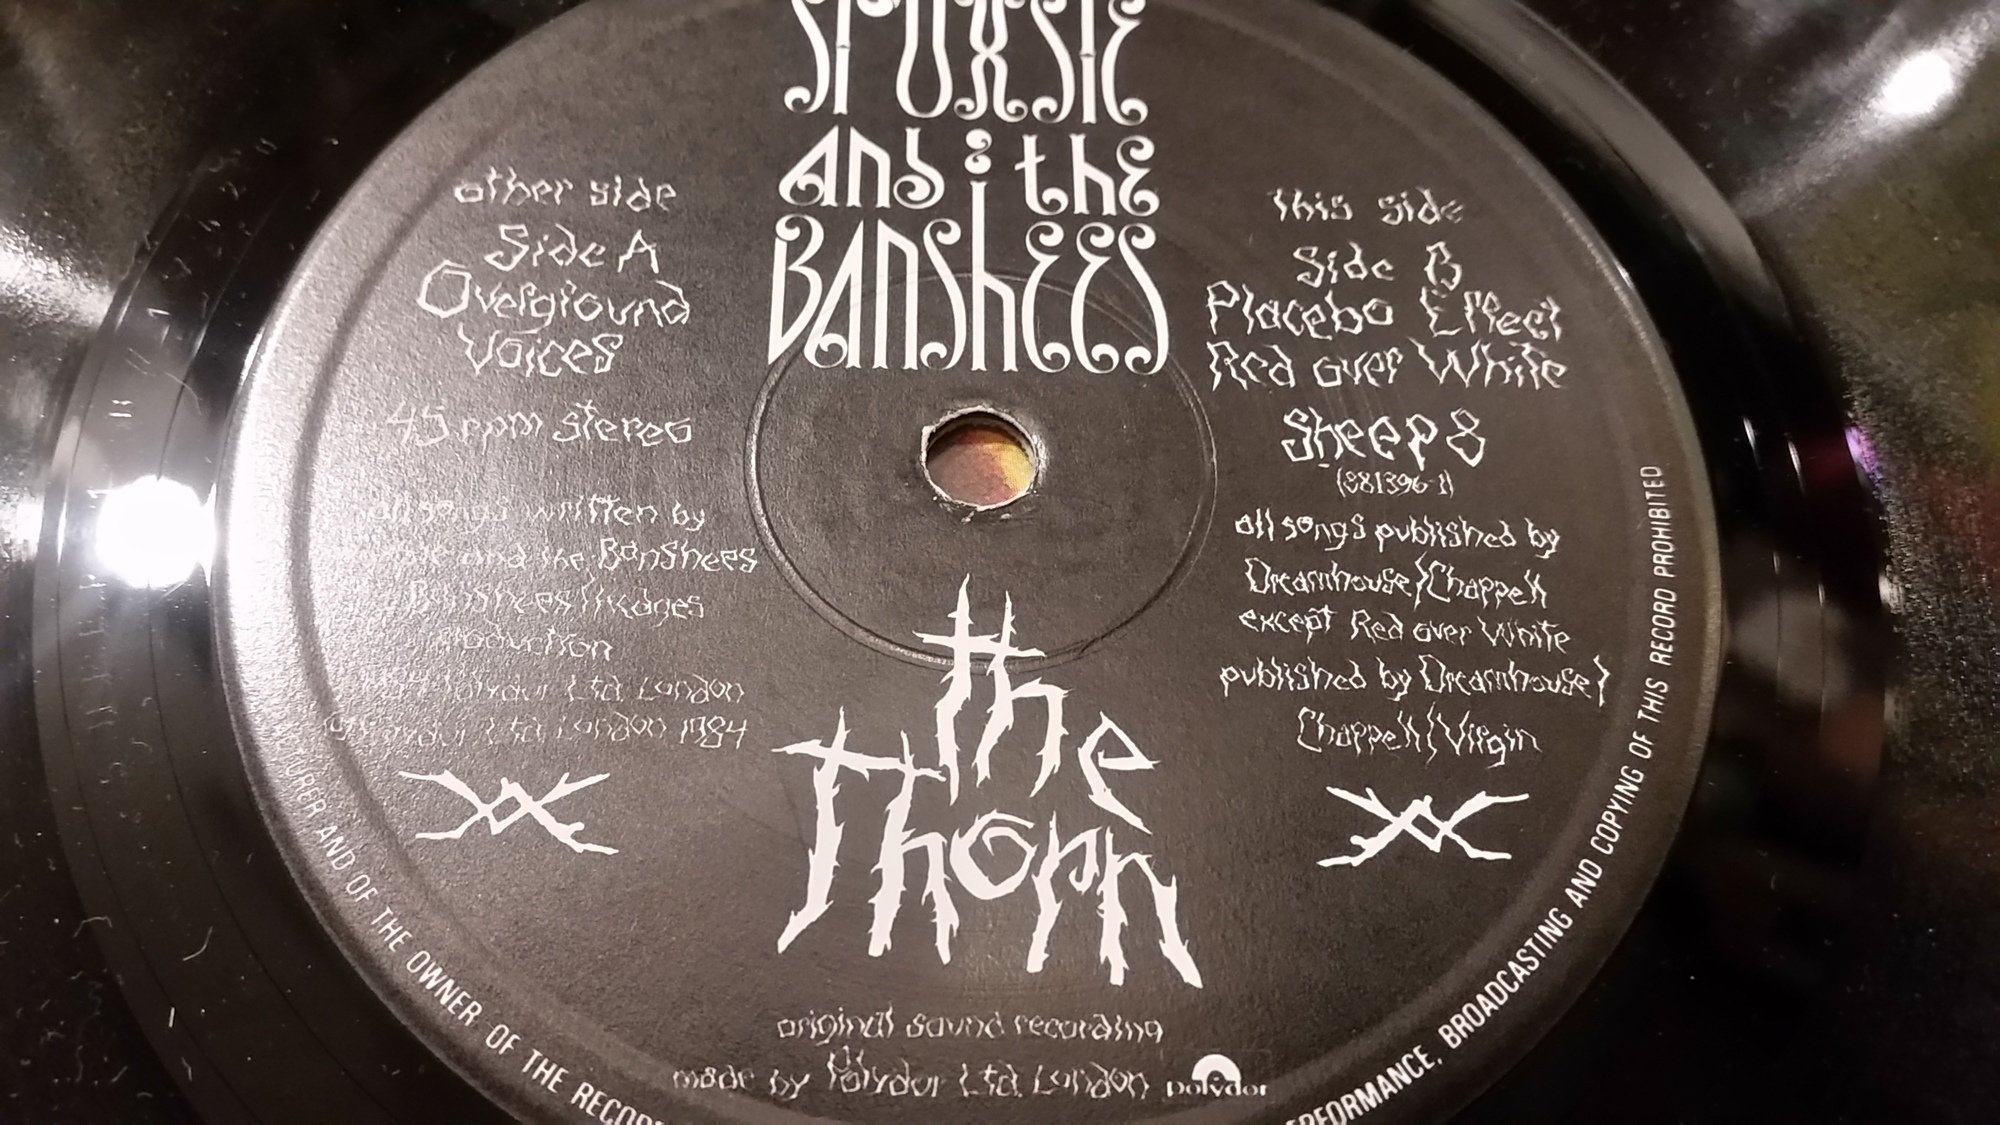 SIOUXSIE
and the
BANSHEES
other side
Side A
Overground
Voices
45 rpm stereo
all songs written by
and the Banshees
Banshees/Hedges
production
1984 Polydor Ltd. London
Polydor Ltd. London 1984
this side
Side B
Placebo Effect
Red over White
Sheep 8
(881396-1)
all songs published by
Dreamhouse/Chappell
except Red over White
published by Dreamhouse/
Chappell/Virgin
the
Thorn
original sound recording
made by Polydor Ltd. London polydor
AND OF THE OWNER OF THE RECOR
PERFORMANCE, BROADCASTING AND COPYING OF THIS RECORD PROHIBITED